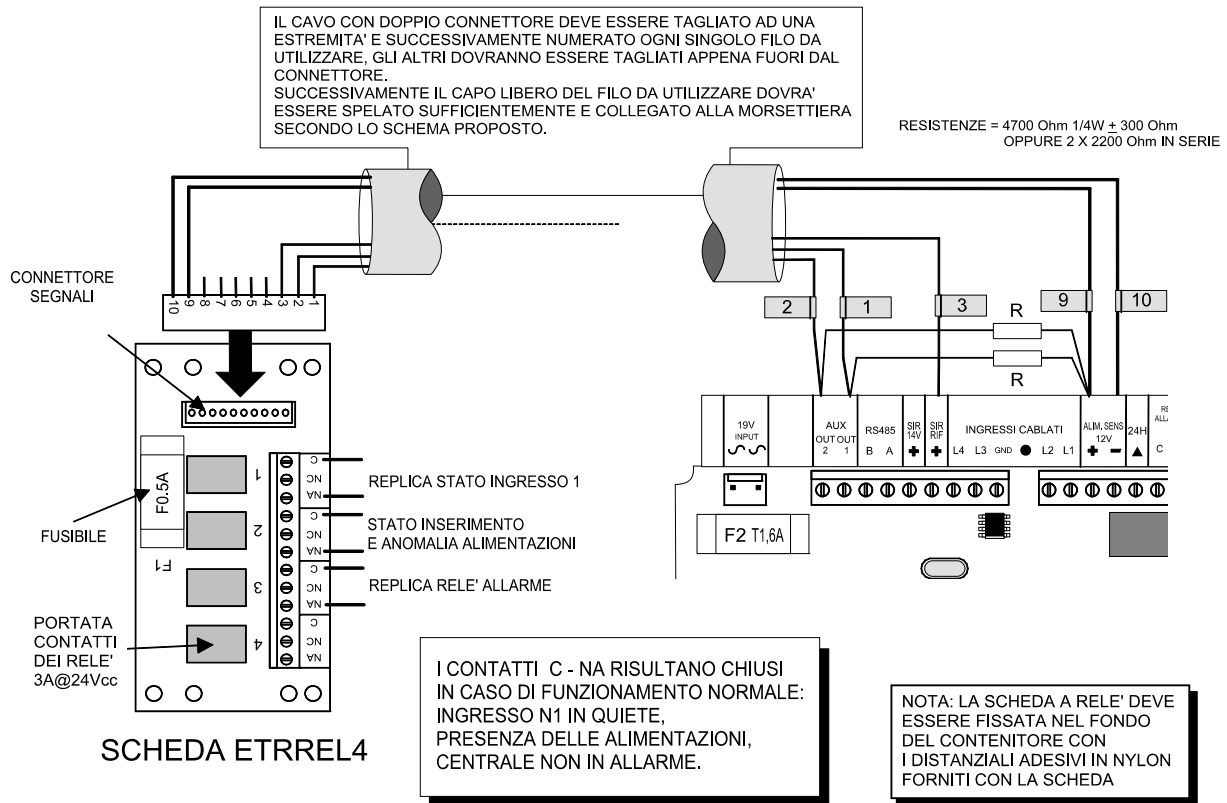 IL CAVO CON DOPPIO CONNETTORE DEVE ESSERE TAGLIATO AD UNA
ESTREMITA' E SUCCESSIVAMENTE NUMERATO OGNI SINGOLO FILO DA
UTILIZZARE, GLI ALTRI DOVRANNO ESSERE TAGLIATI APPENA FUORI DAL
CONNETTORE.
SUCCESSIVAMENTE IL CAPO LIBERO DEL FILO DA UTILIZZARE DOVRA'
ESSERE SPELATO SUFFICIENTEMENTE E COLLEGATO ALLA MORSETTIERA
SECONDO LO SCHEMA PROPOSTO.
RESISTENZE = 4700 Ohm 1/4W ± 300 Ohm
OPPURE 2 X 2200 Ohm IN SERIE
CONNETTORE
SEGNALI
10 9 8 7 6 5 4 3 2 1
2 1 3 9 10
R
R
19V
INPUT
AUX
OUT OUT
2 1
RS485
B A
SIR
14V
+
SIR
RIF
+
INGRESSI CABLATI
L4 L3 GND ● L2 L1
ALIM. SENS
12V
+ −
24H
▲
RE
ALLA
C
F2 T1,6A
F0.5A
F1
FUSIBILE
1
C
NC
NA
REPLICA STATO INGRESSO 1
2
C
NC
NA
STATO INSERIMENTO
E ANOMALIA ALIMENTAZIONI
3
C
NC
NA
REPLICA RELE' ALLARME
4
C
NC
NA
PORTATA
CONTATTI
DEI RELE'
3A@24Vcc
SCHEDA ETRREL4
I CONTATTI C - NA RISULTANO CHIUSI
IN CASO DI FUNZIONAMENTO NORMALE:
INGRESSO N1 IN QUIETE,
PRESENZA DELLE ALIMENTAZIONI,
CENTRALE NON IN ALLARME.
NOTA: LA SCHEDA A RELE' DEVE
ESSERE FISSATA NEL FONDO
DEL CONTENITORE CON
I DISTANZIALI ADESIVI IN NYLON
FORNITI CON LA SCHEDA